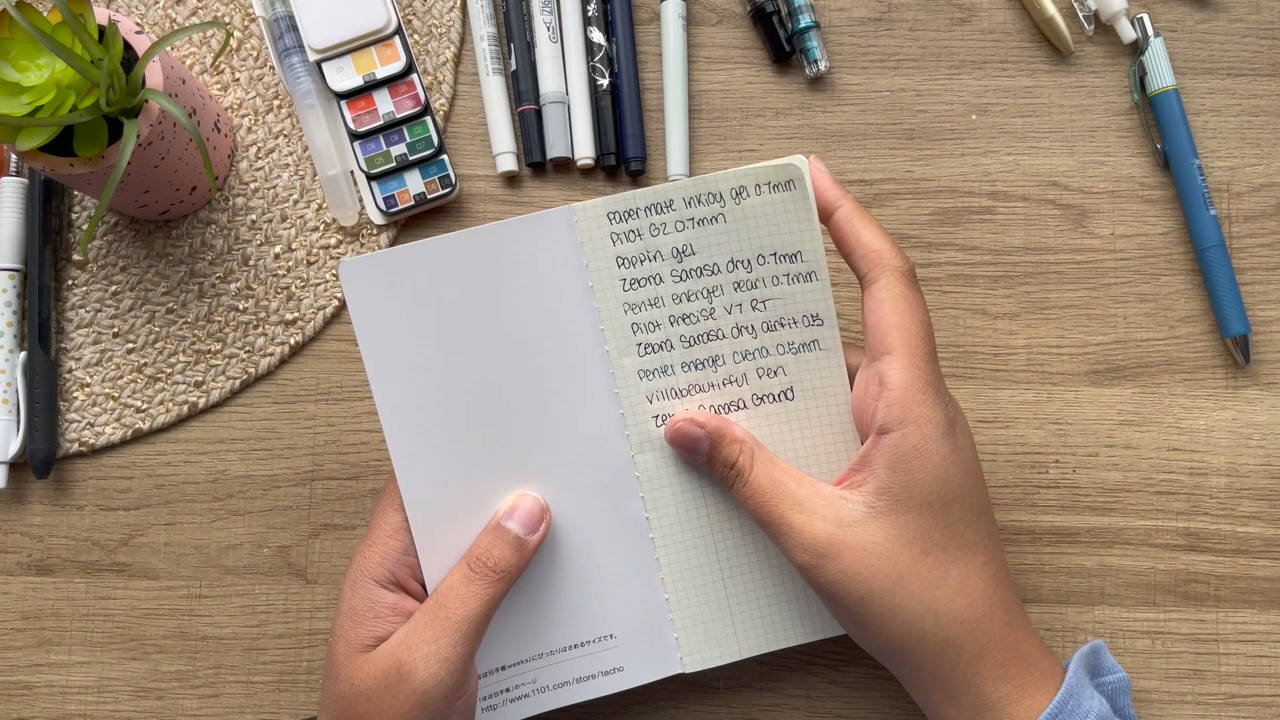 Papermate Inkjoy gel 0.7mm
Pilot G2 0.7mm
Poppin gel
Zebra Sarasa dry 0.7mm
Pentel energel pearl 0.7mm
Pilot Precise V7 RT
Zebra Sarasa dry airfit 0.5
Pentel energel Clena 0.5mm
Villabeautifful Pen
Sarasa Grand
ほぼ日手帳weeks」にぴったりはさめるサイズです。
「ほぼ日手帳」のページ
http://www.1101.com/store/techo